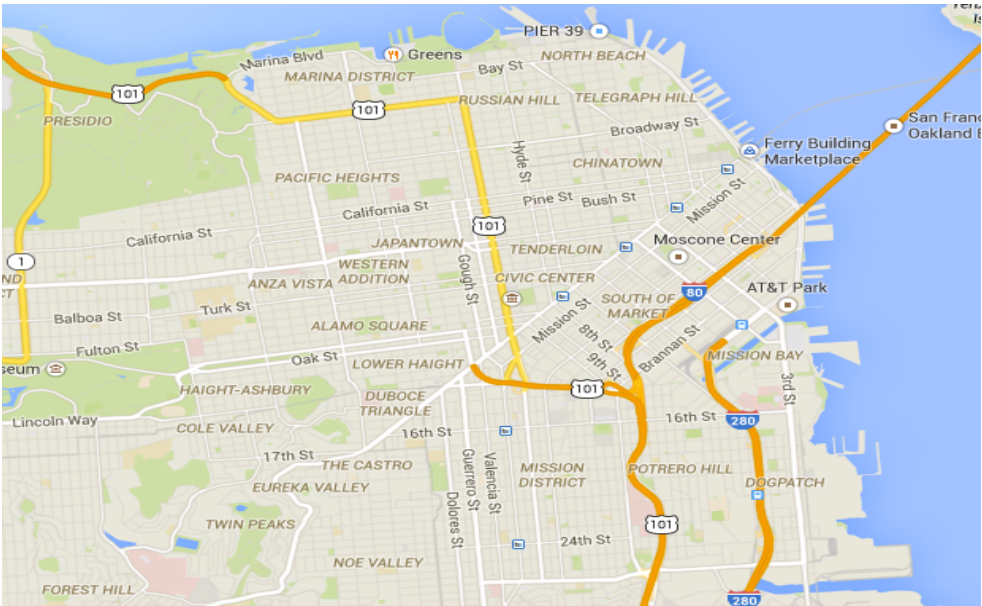 PIER 39
Marina Blvd
Greens
NORTH BEACH
MARINA DISTRICT
Bay St
101
101
RUSSIAN HILL
TELEGRAPH HILL
PRESIDIO
San Franc
Oakland B
Broadway St
Ferry Building
Marketplace
Hyde St
CHINATOWN
PACIFIC HEIGHTS
Pine St
Bush St
Mission St
California St
California St
101
JAPANTOWN
TENDERLOIN
Moscone Center
1
WESTERN
ADDITION
Gough St
CIVIC CENTER
ND
CT
ANZA VISTA
80
AT&T Park
Turk St
SOUTH OF
MARKET
Balboa St
ALAMO SQUARE
Mission St
8th St
Brannan St
Fulton St
Oak St
LOWER HAIGHT
9th St
MISSION BAY
seum
HAIGHT-ASHBURY
101
3rd St
DUBOCE
TRIANGLE
Lincoln Way
COLE VALLEY
16th St
16th St
280
17th St
THE CASTRO
Guerrero St
Valencia St
MISSION
DISTRICT
POTRERO HILL
EUREKA VALLEY
DOGPATCH
Dolores St
TWIN PEAKS
101
24th St
NOE VALLEY
FOREST HILL
280